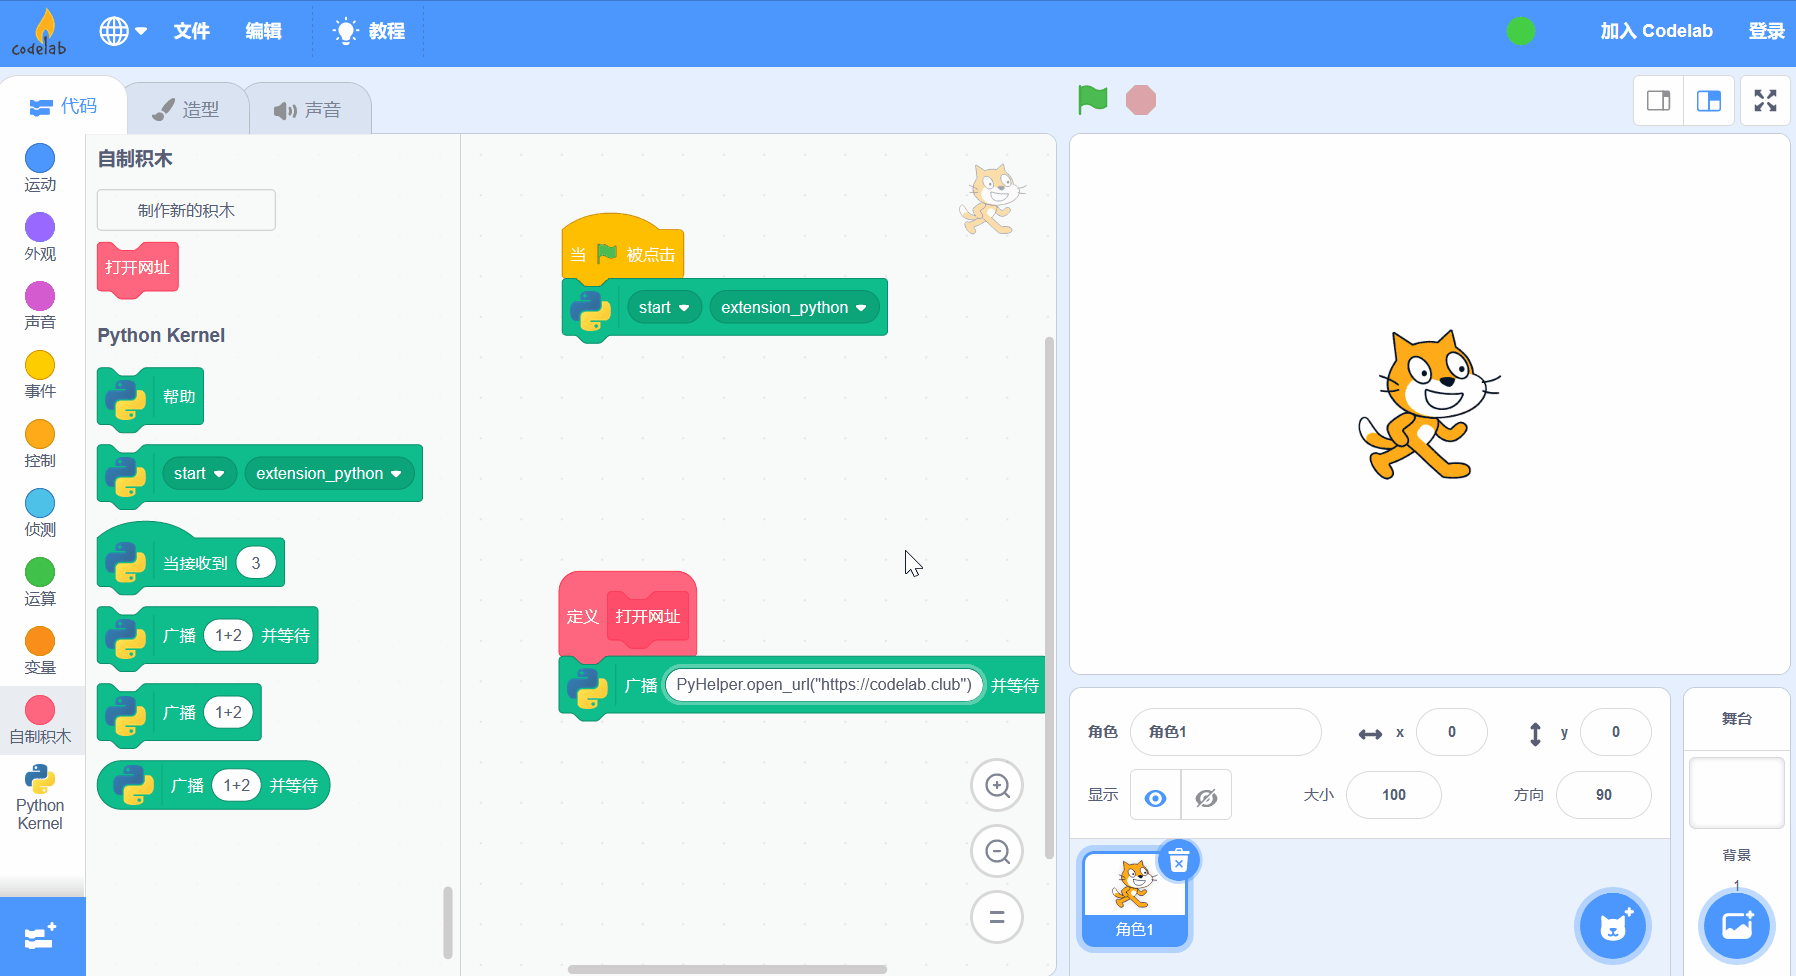 codelab
文件
编辑
教程
加入 Codelab
登录
代码
造型
声音
运动
外观
声音
事件
控制
侦测
运算
变量
自制积木
Python
Kernel
自制积木
制作新的积木
打开网址
Python Kernel
帮助
start extension_python
当接收到 3
广播 1+2 并等待
广播 1+2
广播 1+2 并等待
当 被点击
start extension_python
定义 打开网址
广播 PyHelper.open_url("https://codelab.club") 并等待
角色 角色1 x 0 y 0
显示 大小 100 方向 90
角色1
舞台
背景
1